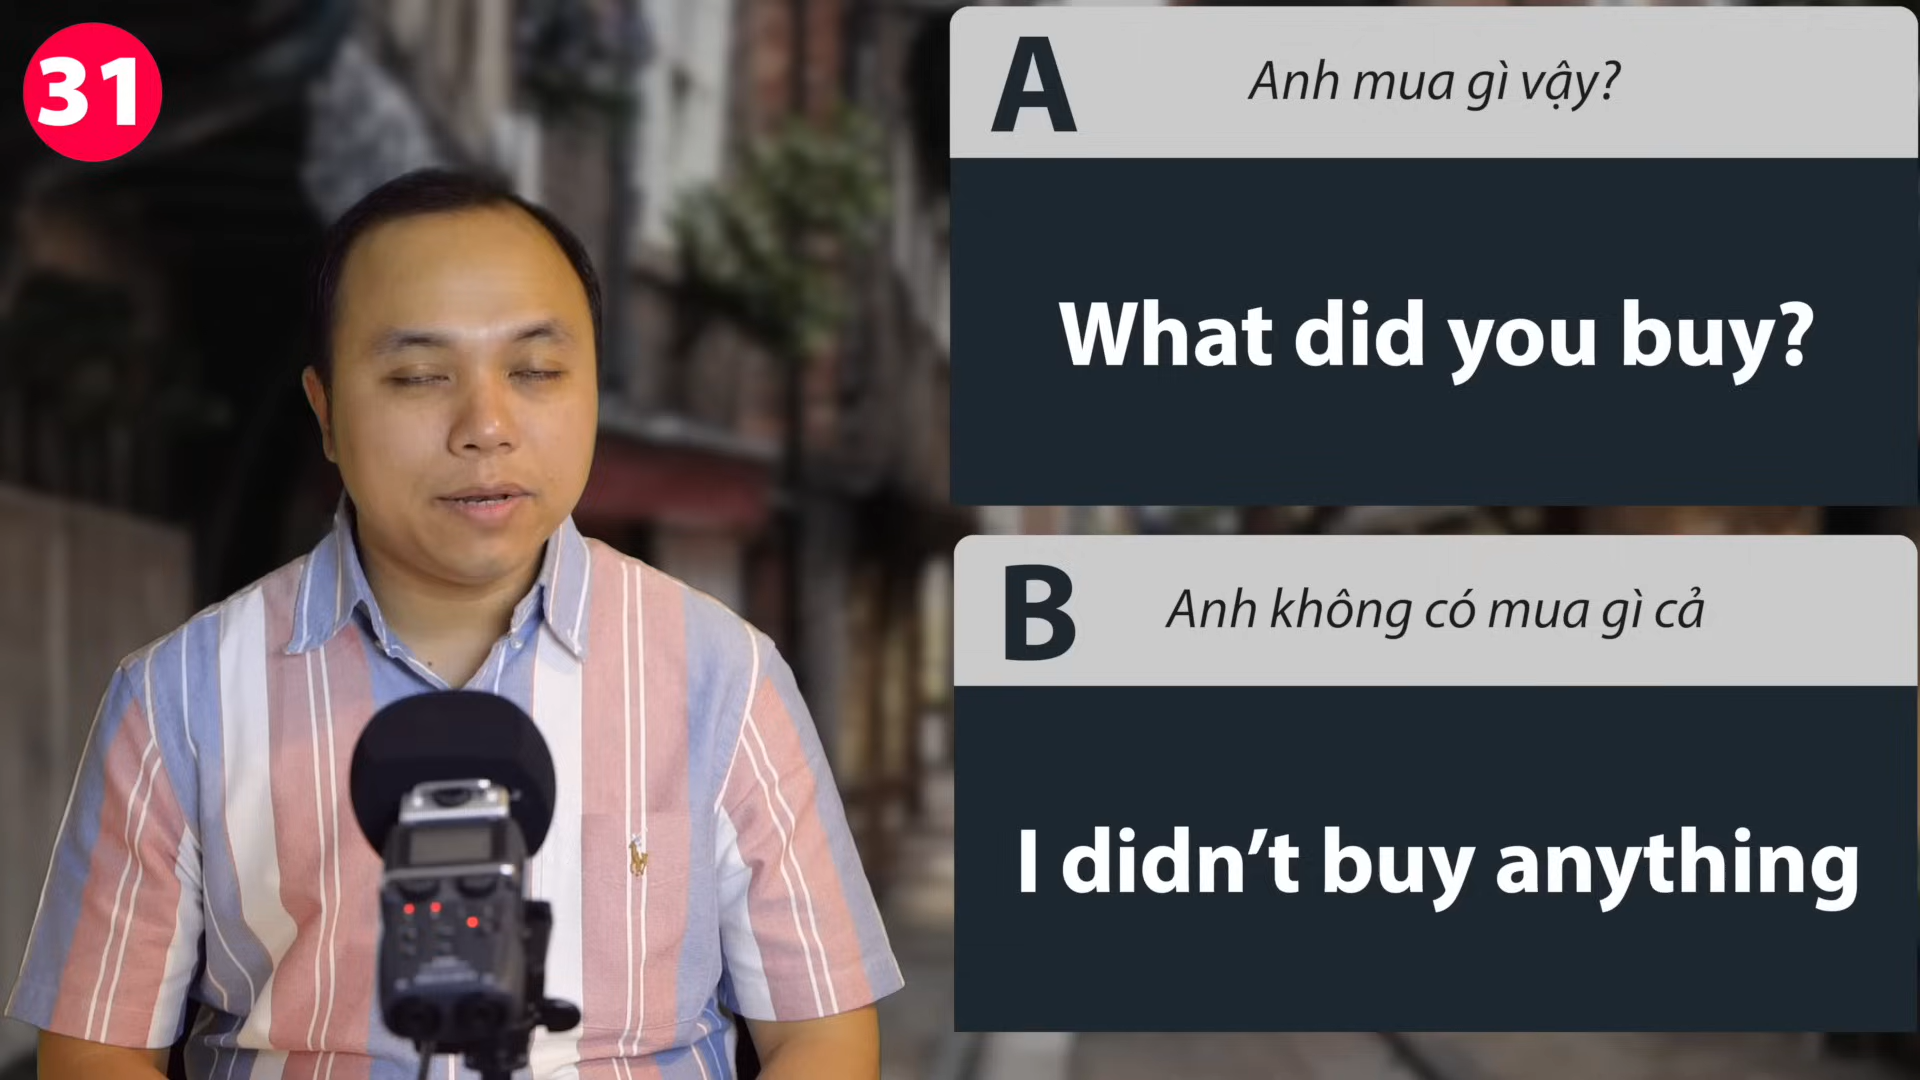 31
A
Anh mua gì vậy?
What did you buy?
B
Anh không có mua gì cả
I didn’t buy anything